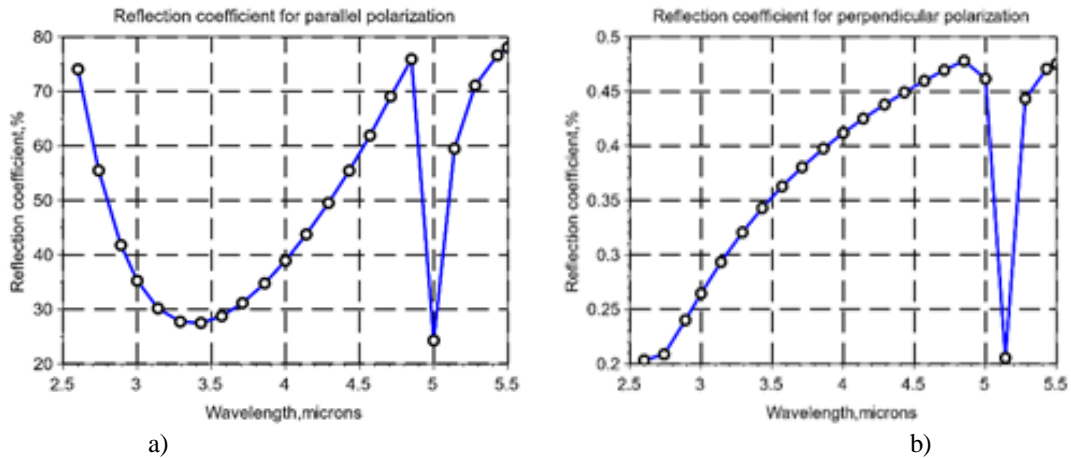 Reflection coefficient for parallel polarization
80
70
60
50
40
30
20
Reflection coefficient,%
2.5 3 3.5 4 4.5 5 5.5
Wavelength,microns
a)
Reflection coefficient for perpendicular polarization
0.5
0.45
0.4
0.35
0.3
0.25
0.2
Reflection coefficient,%
2.5 3 3.5 4 4.5 5 5.5
Wavelength,microns
b)